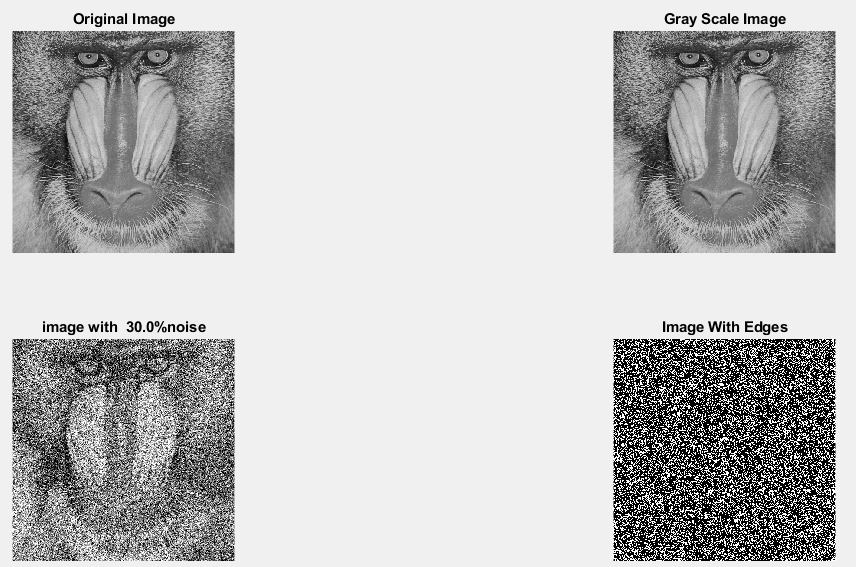 Original Image
Gray Scale Image
image with  30.0%noise
Image With Edges